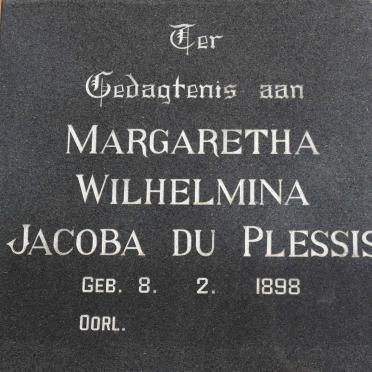 Ter
Gedagtenis aan
MARGARETHA
WILHELMINA
JACOBA DU PLESSIS
GEB. 8. 2. 1898
OORL.